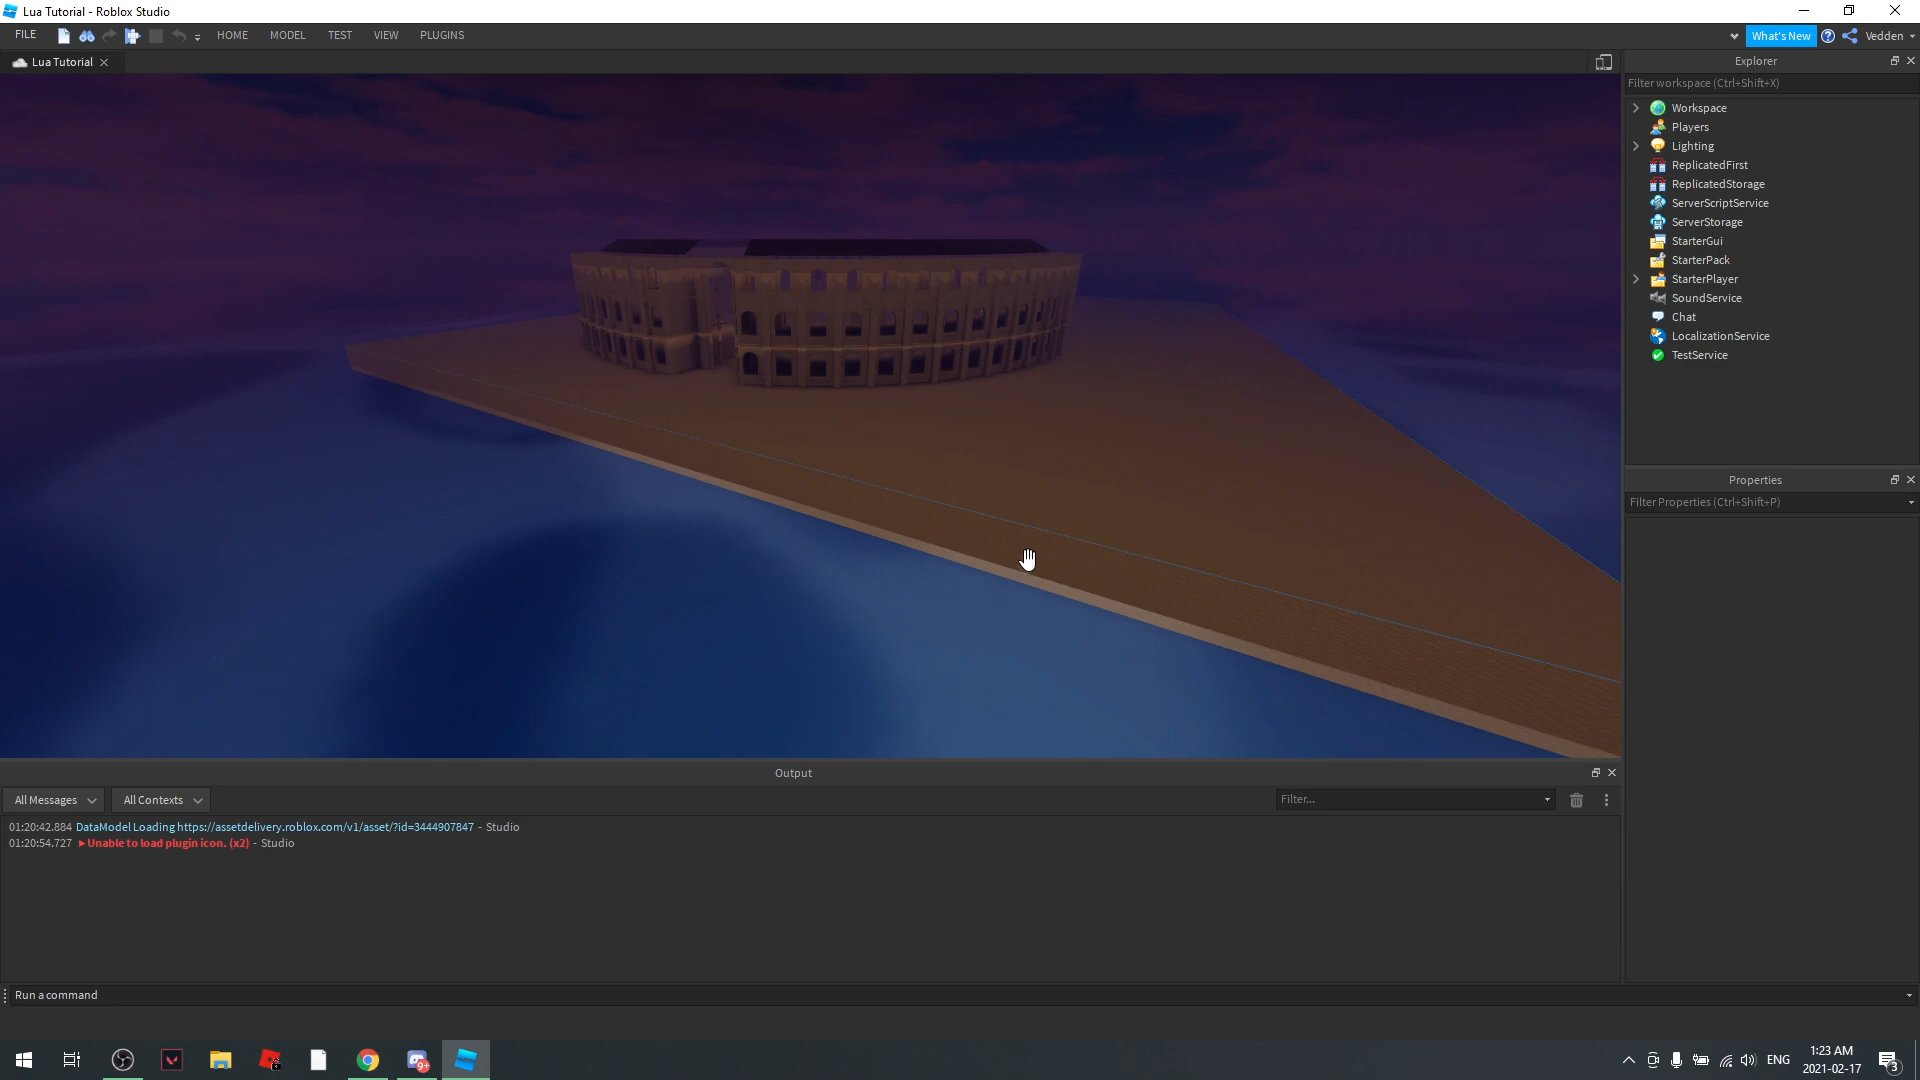 Lua Tutorial - Roblox Studio
FILE HOME MODEL TEST VIEW PLUGINS What's New Vedden
Lua Tutorial
Explorer
Filter workspace (Ctrl+Shift+X)
Workspace
Players
Lighting
ReplicatedFirst
ReplicatedStorage
ServerScriptService
ServerStorage
StarterGui
StarterPack
StarterPlayer
SoundService
Chat
LocalizationService
TestService
Properties
Filter Properties (Ctrl+Shift+P)
Output
All Messages All Contexts Filter...
01:20:42.884 DataModel Loading https://assetdelivery.roblox.com/v1/asset/?id=3444907847 - Studio
01:20:54.727 Unable to load plugin icon. (x2) - Studio
Run a command
9+ ENG 1:23 AM
2021-02-17 3